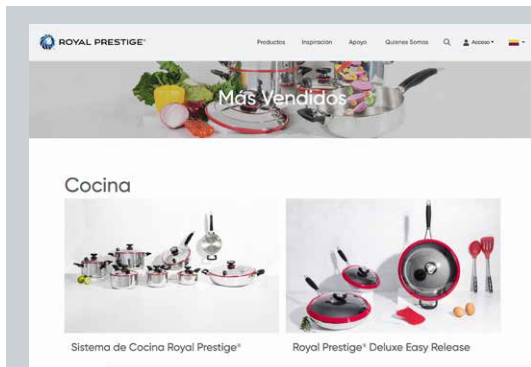 ROYAL PRESTIGE®
Productos Inspiración Apoyo Quienes Somos Acceso
Más Vendidos
Cocina
Sistema de Cocina Royal Prestige®
Royal Prestige® Deluxe Easy Release